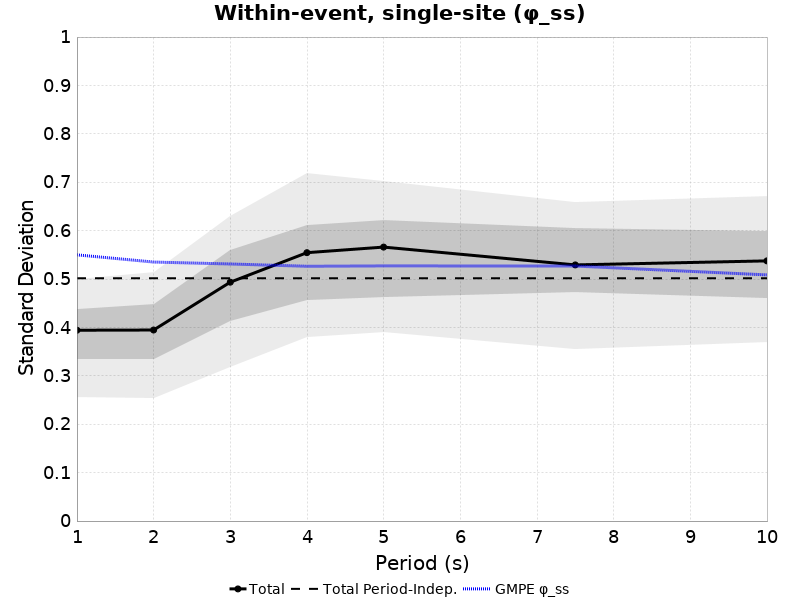 Within-event, single-site (φ_ss)
1
0.9
0.8
0.7
0.6
0.5
0.4
0.3
0.2
0.1
0
Standard Deviation
1 2 3 4 5 6 7 8 9 10
Period (s)
Total Total Period-Indep. GMPE φ_ss